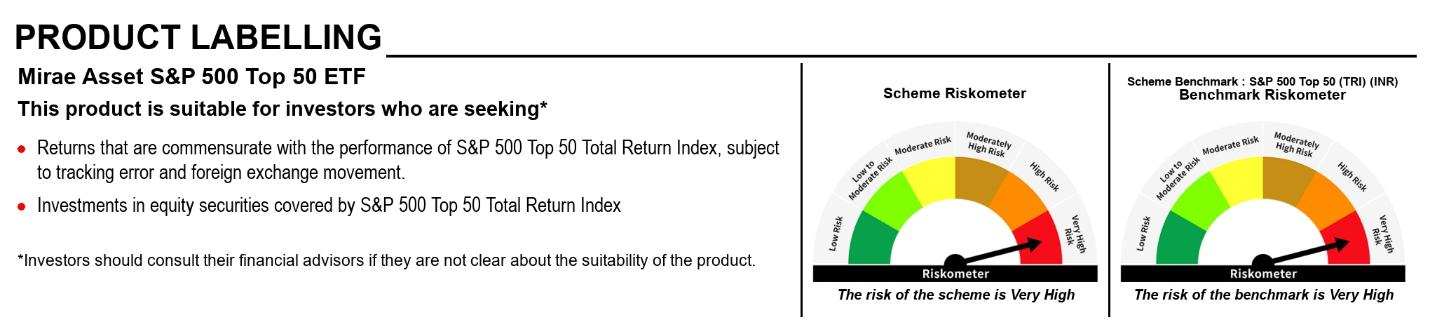 PRODUCT LABELLING
Mirae Asset S&P 500 Top 50 ETF
This product is suitable for investors who are seeking*
Returns that are commensurate with the performance of S&P 500 Top 50 Total Return Index, subject
to tracking error and foreign exchange movement.
Investments in equity securities covered by S&P 500 Top 50 Total Return Index
*Investors should consult their financial advisors if they are not clear about the suitability of the product.
Scheme Riskometer
Low Risk
Low to
Moderate Risk
Moderate Risk
Moderately
High Risk
High Risk
Very High
Risk
Riskometer
The risk of the scheme is Very High
Scheme Benchmark : S&P 500 Top 50 (TRI) (INR)
Benchmark Riskometer
Low Risk
Low to
Moderate Risk
Moderate Risk
Moderately
High Risk
High Risk
Very High
Risk
Riskometer
The risk of the benchmark is Very High